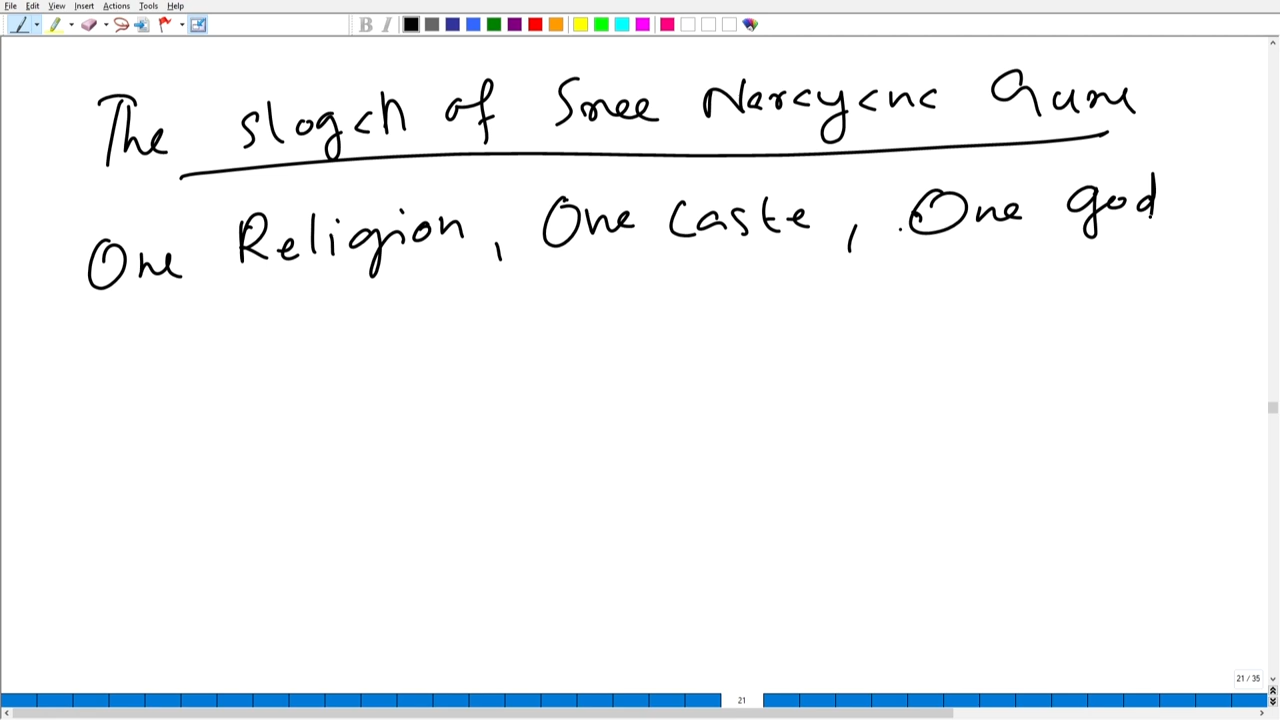 File Edit View Insert Actions Tools Help
B I
The slogan of Sree Narayana Guru
One Religion, One caste, One god
21 / 35
21